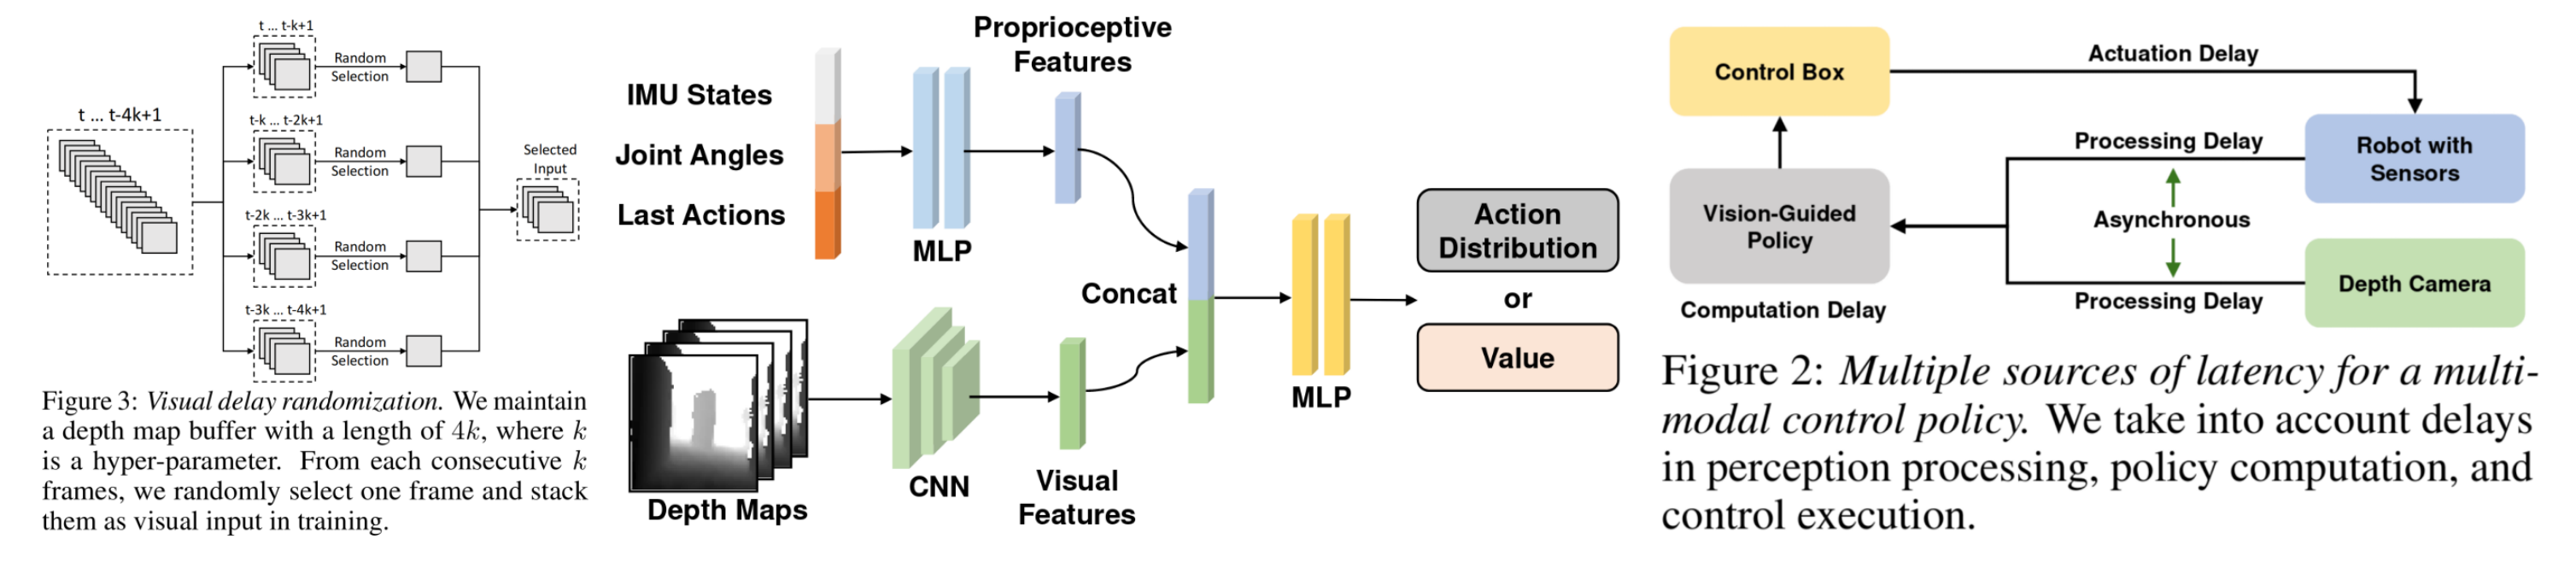 t ... t-k+1
Random
Selection
t ... t-4k+1
t-k ... t-2k+1
Random
Selection
Selected
Input
t-2k ... t-3k+1
Random
Selection
t-3k ... t-4k+1
Random
Selection
Figure 3: Visual delay randomization. We maintain
a depth map buffer with a length of 4k, where k
is a hyper-parameter. From each consecutive k
frames, we randomly select one frame and stack
them as visual input in training.
Proprioceptive
Features
IMU States
Joint Angles
Last Actions
MLP
Concat
Depth Maps
CNN
Visual
Features
MLP
Action
Distribution
or
Value
Control Box
Actuation Delay
Processing Delay
Robot with
Sensors
Vision-Guided
Policy
Asynchronous
Computation Delay
Processing Delay
Depth Camera
Figure 2: Multiple sources of latency for a multi-
modal control policy. We take into account delays
in perception processing, policy computation, and
control execution.